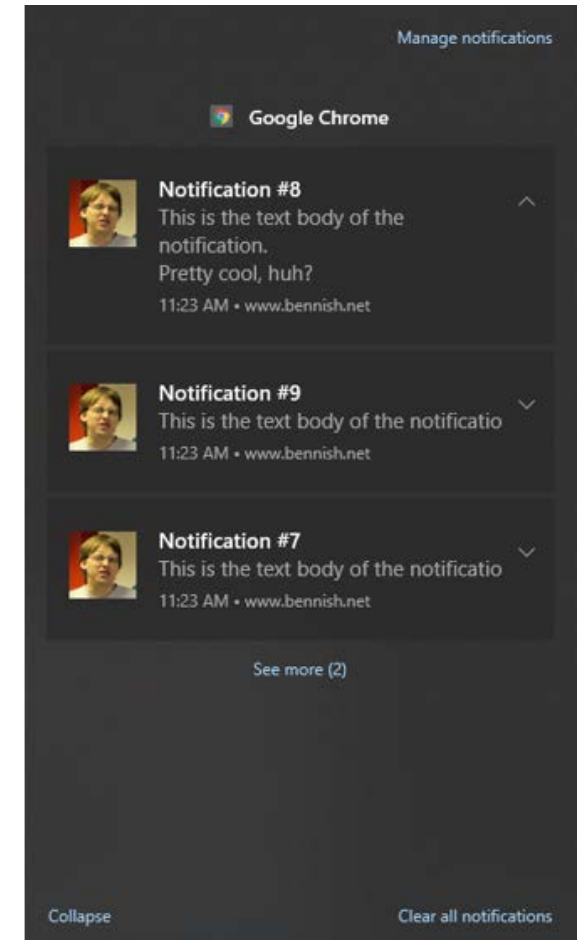 Manage notifications
Google Chrome
Notification #8
This is the text body of the
notification.
Pretty cool, huh?
11:23 AM • www.bennish.net
Notification #9
This is the text body of the notificatio
11:23 AM • www.bennish.net
Notification #7
This is the text body of the notificatio
11:23 AM • www.bennish.net
See more (2)
Collapse
Clear all notifications